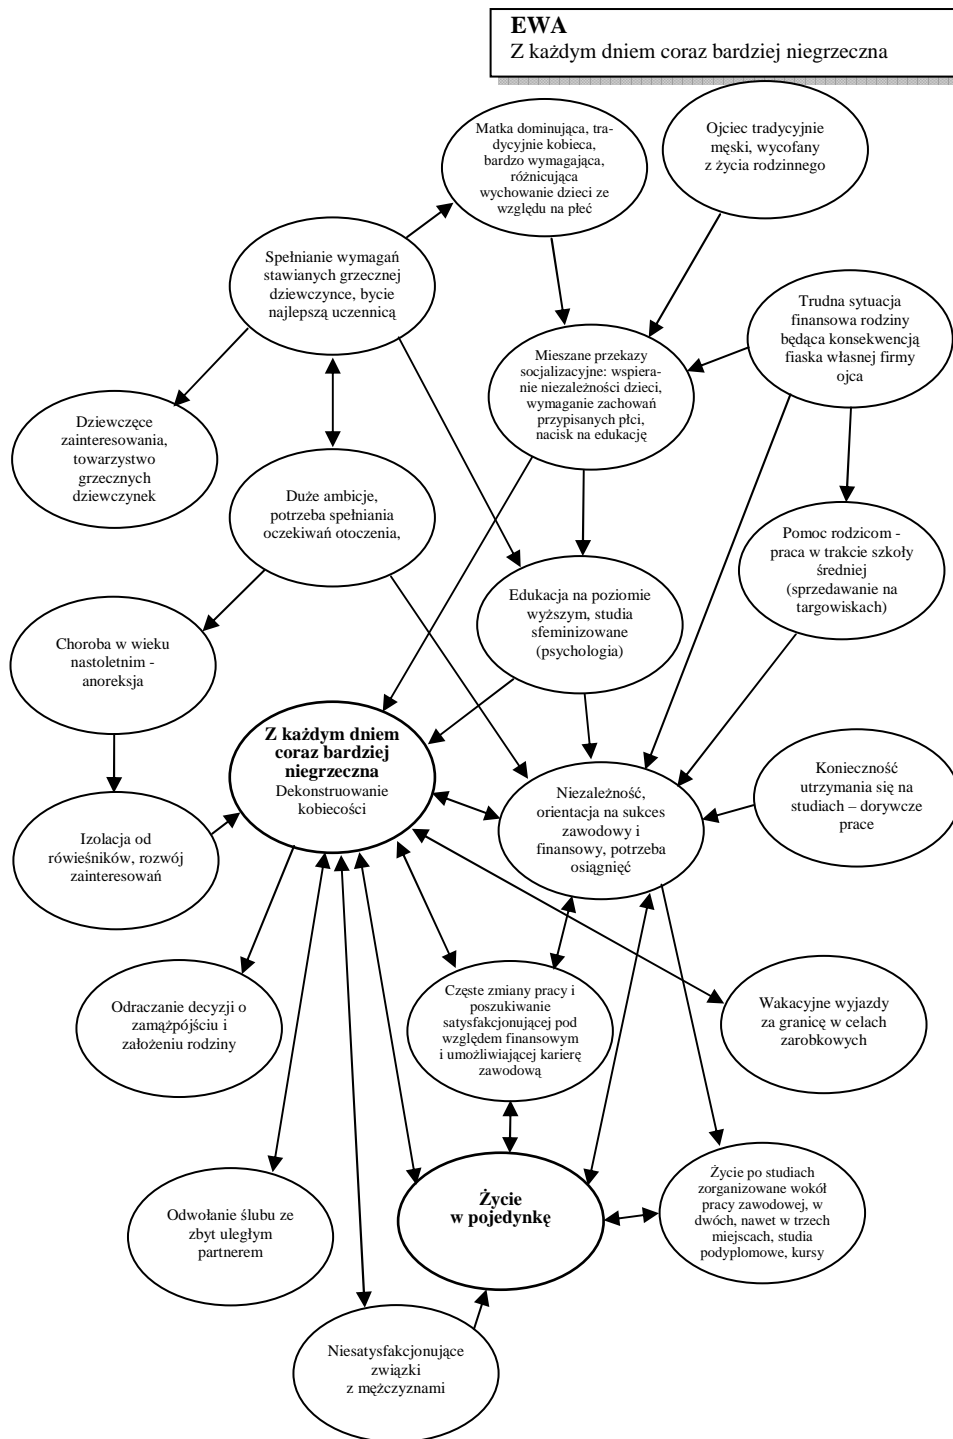 EWA
Z każdym dniem coraz bardziej niegrzeczna
Matka dominująca, tra-
dycyjnie kobieca,
bardzo wymagająca,
różnicująca
wychowanie dzieci ze
względu na płeć
Ojciec tradycyjnie
męski, wycofany
z życia rodzinnego
Spełnianie wymagań
stawianych grzecznej
dziewczynce, bycie
najlepszą uczennicą
Trudna sytuacja
finansowa rodziny
będąca konsekwencją
fiaska własnej firmy
ojca
Mieszane przekazy
socjalizacyjne: wspiera-
nie niezależności dzieci,
wymaganie zachowań
przypisanych płci,
nacisk na edukację
Dziewczęce
zainteresowania,
towarzystwo
grzecznych
dziewczynek
Duże ambicje,
potrzeba spełniania
oczekiwań otoczenia,
Pomoc rodzicom -
praca w trakcie szkoły
średniej
(sprzedawanie na
targowiskach)
Edukacja na poziomie
wyższym, studia
sfeminizowane
(psychologia)
Choroba w wieku
nastoletnim -
anoreksja
Z każdym dniem
coraz bardziej
niegrzeczna
Dekonstruowanie
kobiecości
Niezależność,
orientacja na sukces
zawodowy i
finansowy, potrzeba
osiągnięć
Konieczność
utrzymania się na
studiach – dorywcze
prace
Izolacja od
rówieśników, rozwój
zainteresowań
Odraczanie decyzji o
zamążpójściu i
założeniu rodziny
Częste zmiany pracy i
poszukiwanie
satysfakcjonującej pod
względem finansowym
i umożliwiającej karierę
zawodową
Wakacyjne wyjazdy
za granicę w celach
zarobkowych
Odwołanie ślubu ze
zbyt uległym
partnerem
Życie
w pojedynkę
Życie po studiach
zorganizowane wokół
pracy zawodowej, w
dwóch, nawet w trzech
miejscach, studia
podyplomowe, kursy
Niesatysfakcjonujące
związki
z mężczyznami